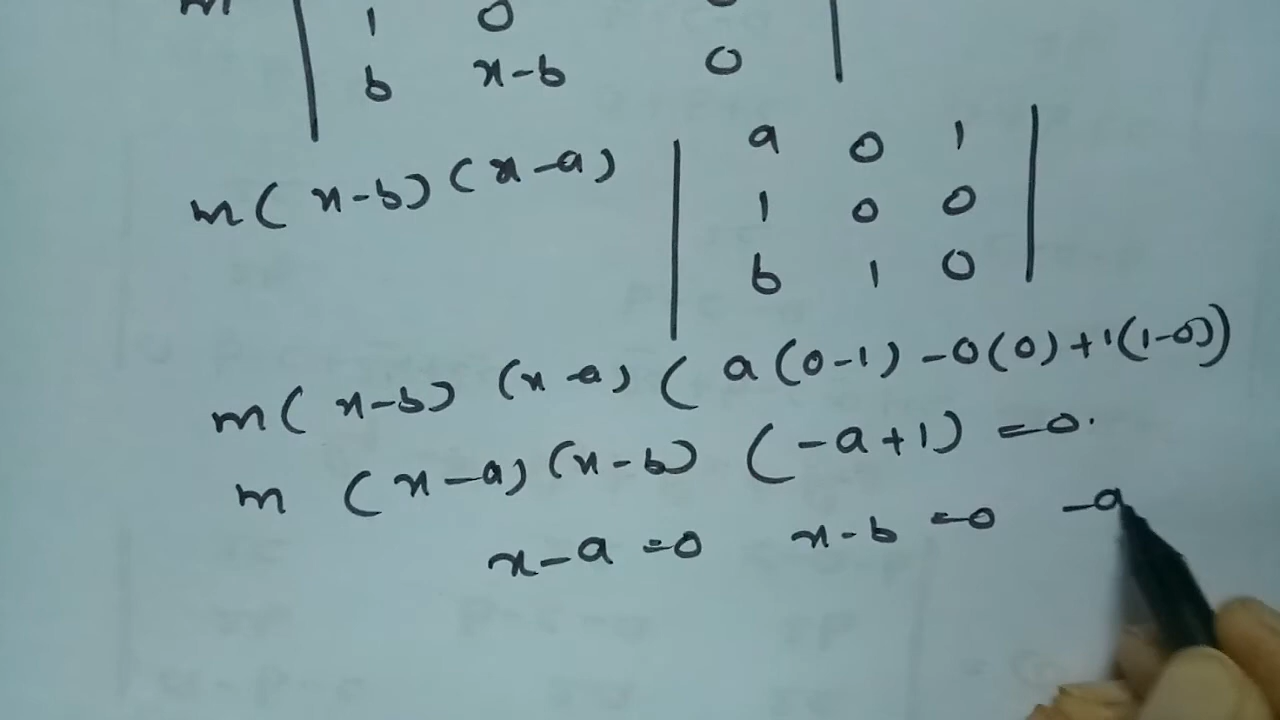 m | 1 0
b x-b 0 |
m(x-b)(x-a) | a 0 1 |
| 1 0 0 |
| b 1 0 |
m(x-b)(x-a)(a(0-1)-0(0)+1(1-0))
m(x-a)(x-b)(-a+1)=0.
x-a=0 x-b=0 -a